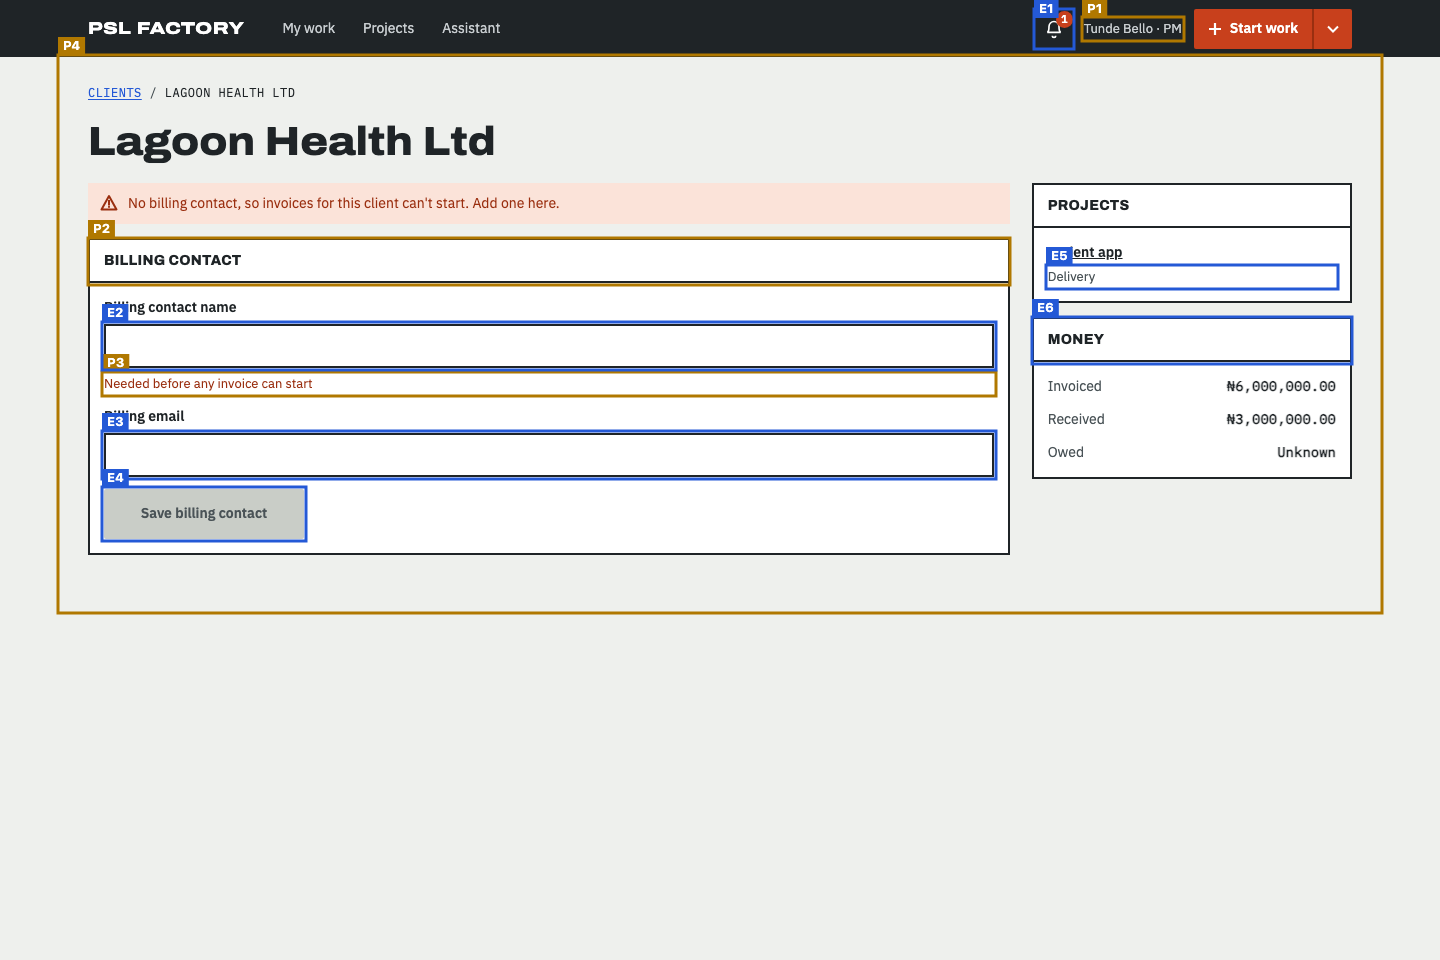 PSL FACTORY
My work
Projects
Assistant
E1
1
P1
Tunde Bello · PM
Start work
P4
CLIENTS / LAGOON HEALTH LTD
Lagoon Health Ltd
No billing contact, so invoices for this client can't start. Add one here.
P2
BILLING CONTACT
E2
contact name
P3
Needed before any invoice can start
E3
email
E4
Save billing contact
PROJECTS
E5
app
Delivery
E6
MONEY
Invoiced ₦6,000,000.00
Received ₦3,000,000.00
Owed Unknown